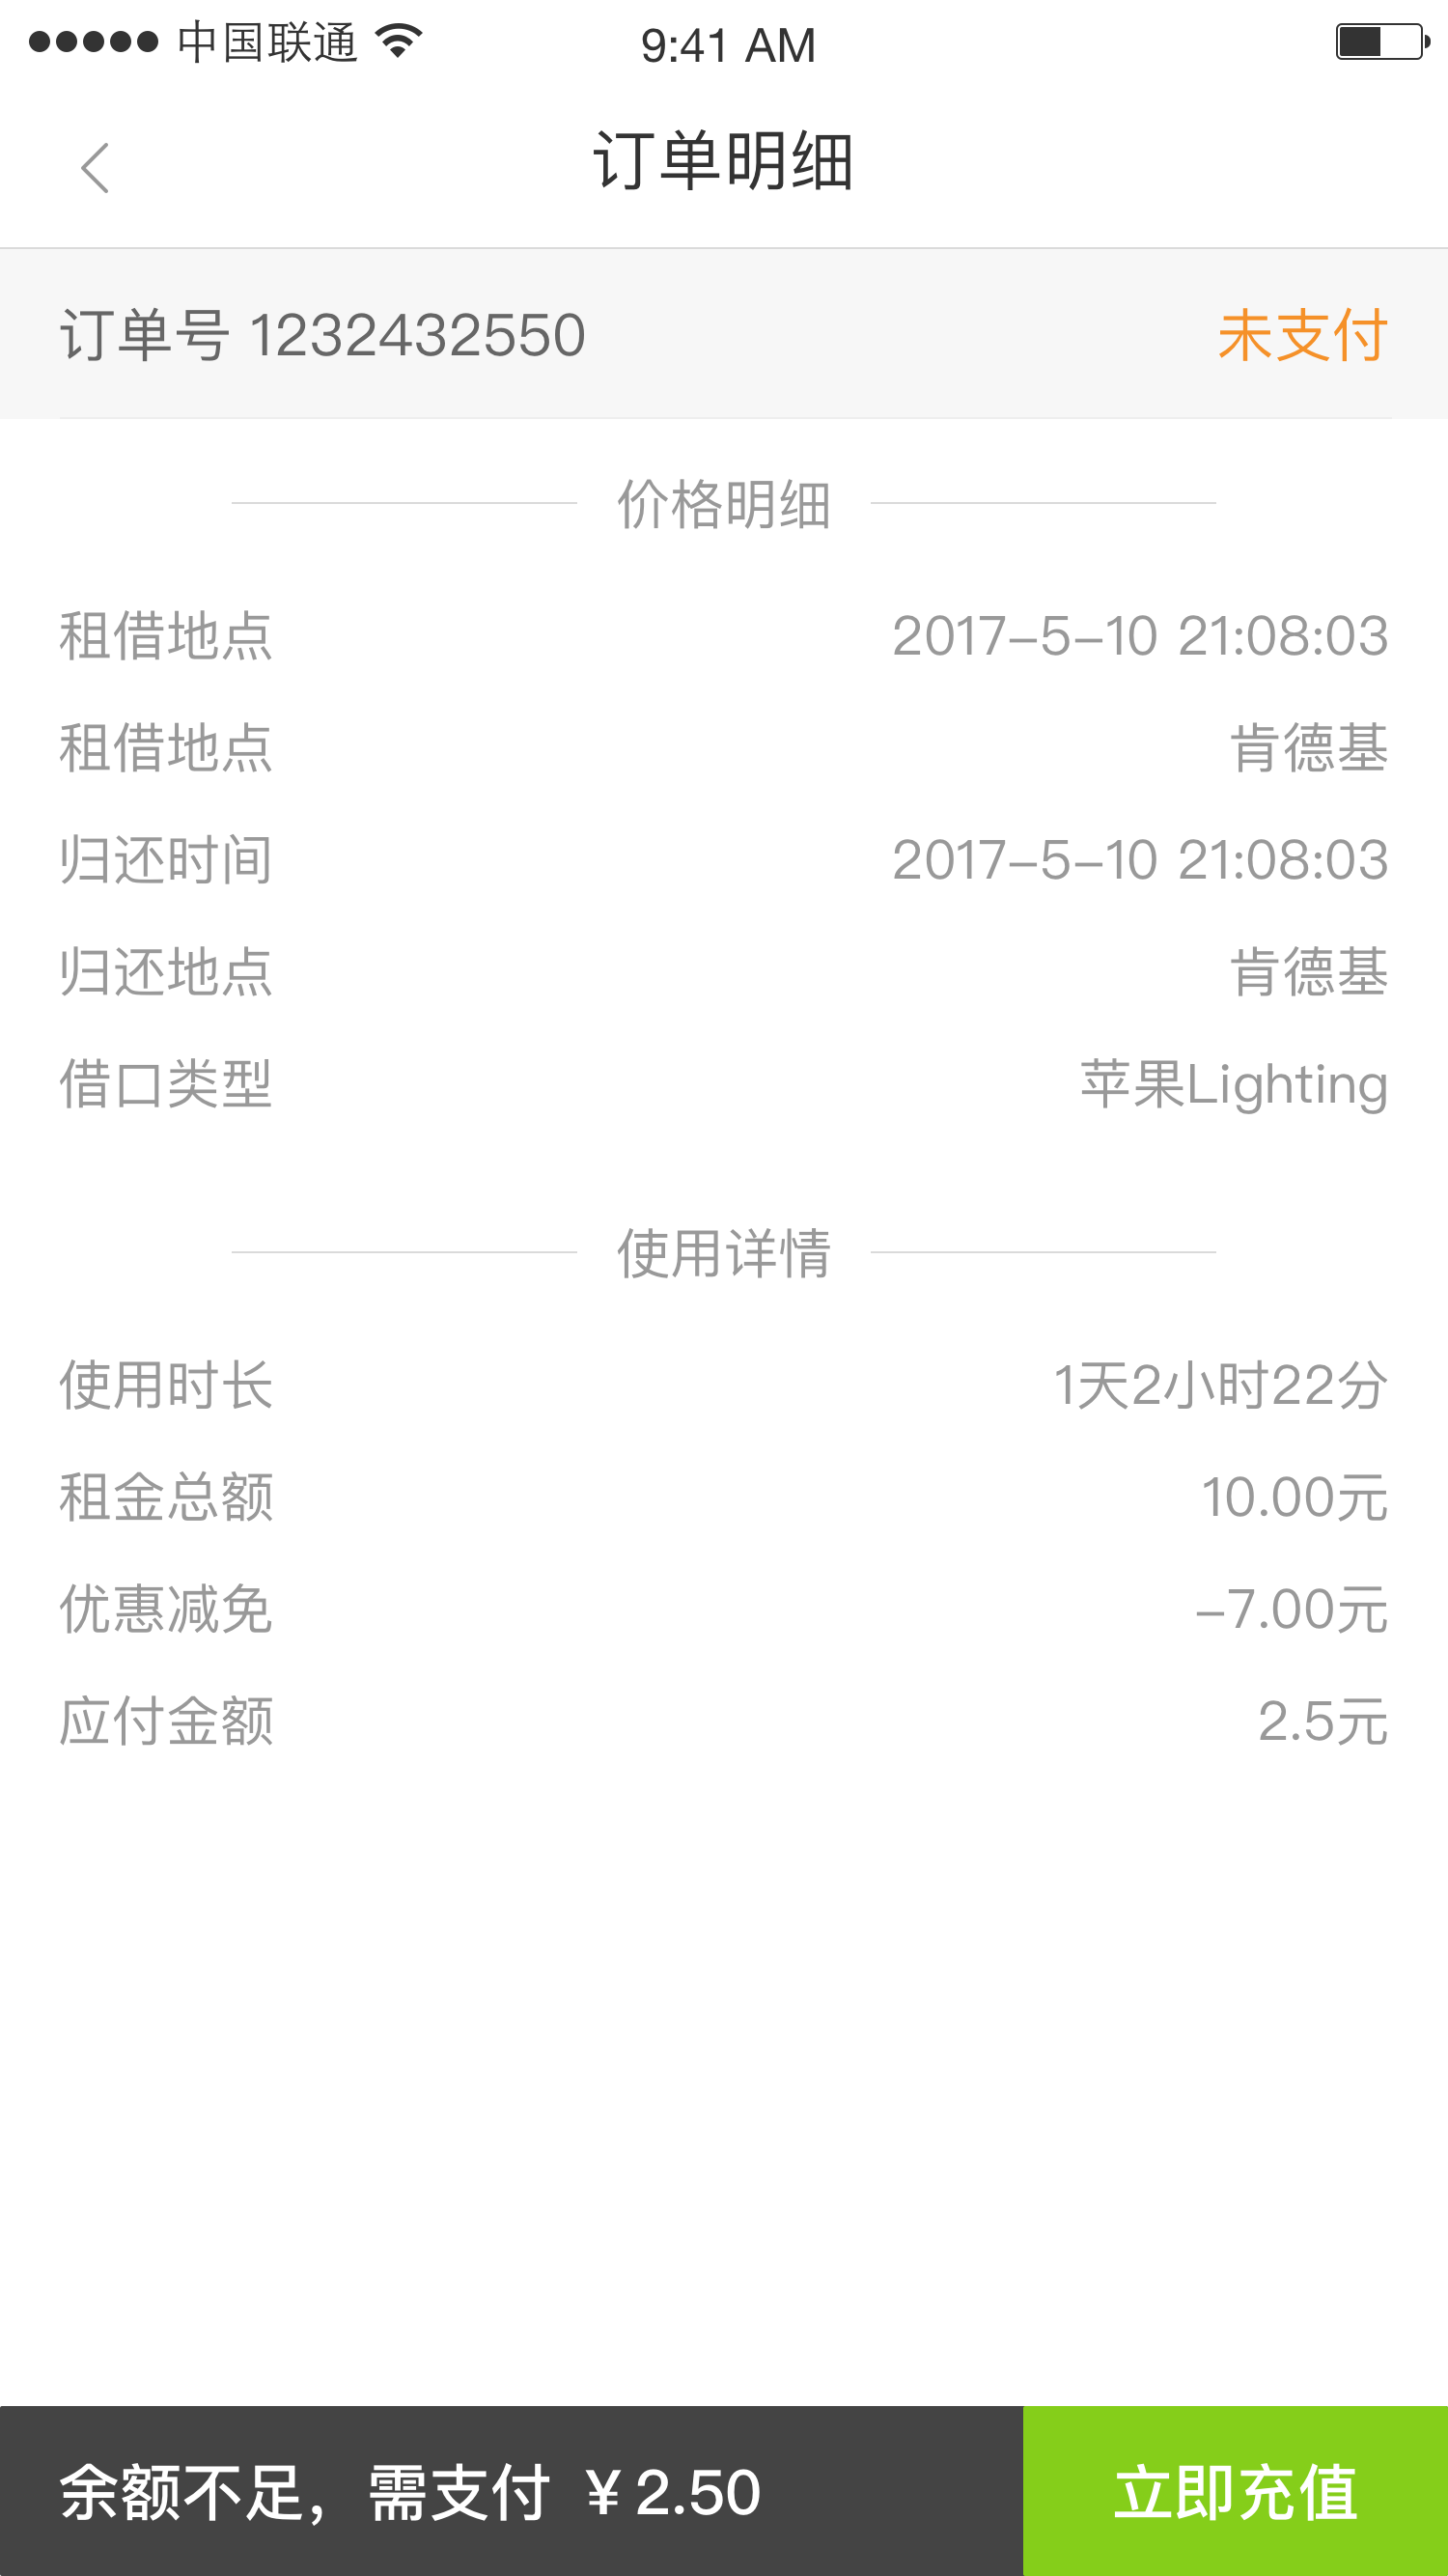 中国联通 9:41 AM
订单明细
订单号 1232432550 未支付
价格明细
租借地点 2017-5-10 21:08:03
租借地点 肯德基
归还时间 2017-5-10 21:08:03
归还地点 肯德基
借口类型 苹果Lighting
使用详情
使用时长 1天2小时22分
租金总额 10.00元
优惠减免 -7.00元
应付金额 2.5元
余额不足，需支付 ￥2.50 立即充值